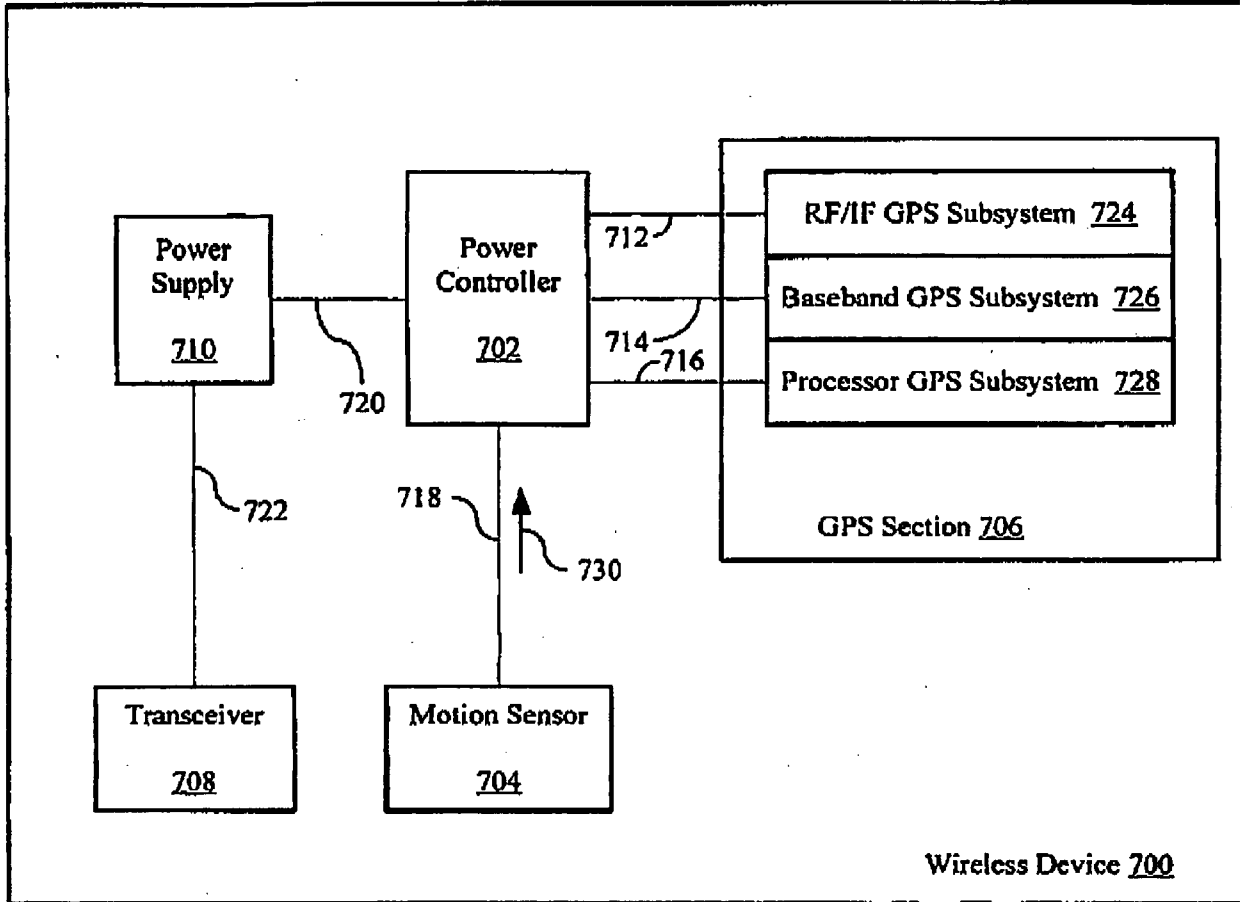 Power
Supply
710
Power
Controller
702
712
714
716
RF/IF GPS Subsystem 724
Baseband GPS Subsystem 726
Processor GPS Subsystem 728
GPS Section 706
720
722
718
730
Transceiver
708
Motion Sensor
704
Wireless Device 700